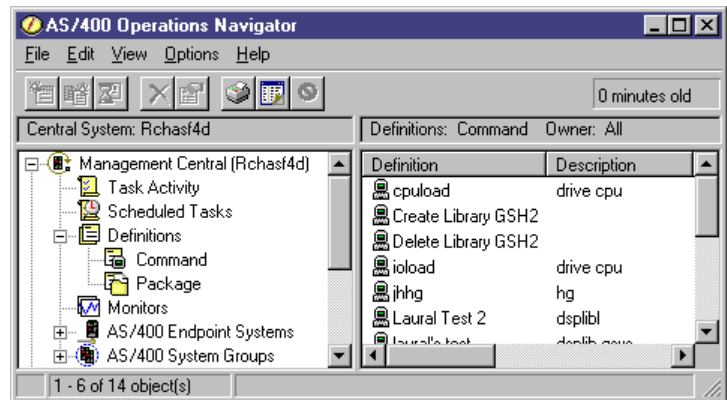 AS/400 Operations Navigator
File Edit View Options Help
0 minutes old
Central System: Rchasf4d
Definitions: Command Owner: All
Management Central (Rchasf4d)
Task Activity
Scheduled Tasks
Definitions
Command
Package
Monitors
AS/400 Endpoint Systems
AS/400 System Groups
Definition Description
cpuload drive cpu
Create Library GSH2
Delete Library GSH2
ioload drive cpu
jhhg hg
Laural Test 2 dsplibl
1 - 6 of 14 object(s)